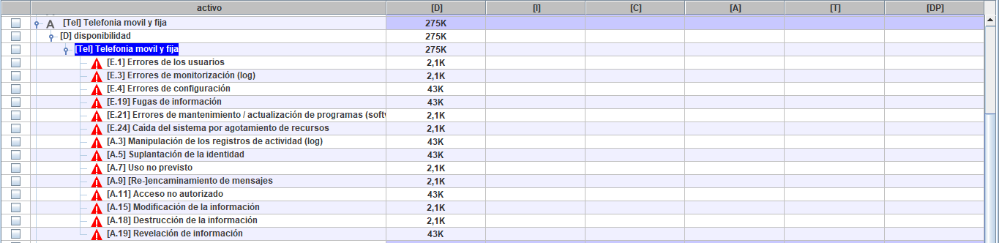 activo [D] [I] [C] [A] [T] [DP]
A [Tel] Telefonia movil y fija 275K
[D] disponibilidad 275K
[Tel] Telefonia movil y fija 275K
[E.1] Errores de los usuarios 2,1K
[E.3] Errores de monitorización (log) 2,1K
[E.4] Errores de configuración 43K
[E.19] Fugas de información 43K
[E.21] Errores de mantenimiento / actualización de programas (soft 2,1K
[E.24] Caída del sistema por agotamiento de recursos 2,1K
[A.3] Manipulación de los registros de actividad (log) 43K
[A.5] Suplantación de la identidad 43K
[A.7] Uso no previsto 2,1K
[A.9] [Re-]encaminamiento de mensajes 2,1K
[A.11] Acceso no autorizado 43K
[A.15] Modificación de la información 2,1K
[A.18] Destrucción de la información 2,1K
[A.19] Revelación de información 43K